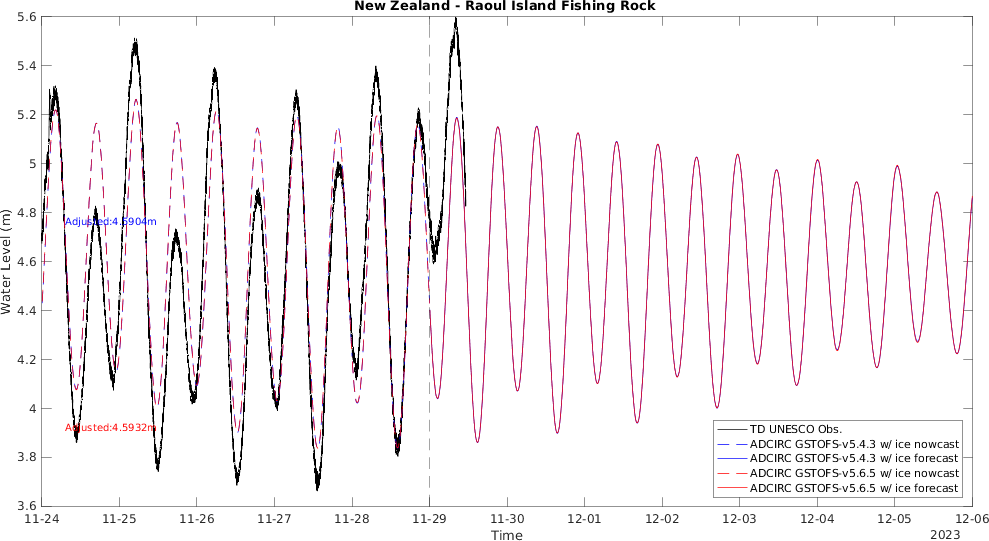 New Zealand - Raoul Island Fishing Rock
5.6
5.4
5.2
5
4.8
4.6
4.4
4.2
4
3.8
3.6
Water Level (m)
Adjusted:4.5904m
Adjusted:4.5932m
TD UNESCO Obs.
ADCIRC GSTOFS-v5.4.3 w/ ice nowcast
ADCIRC GSTOFS-v5.4.3 w/ ice forecast
ADCIRC GSTOFS-v5.6.5 w/ ice nowcast
ADCIRC GSTOFS-v5.6.5 w/ ice forecast
11-24 11-25 11-26 11-27 11-28 11-29 11-30 12-01 12-02 12-03 12-04 12-05 12-06
Time
2023